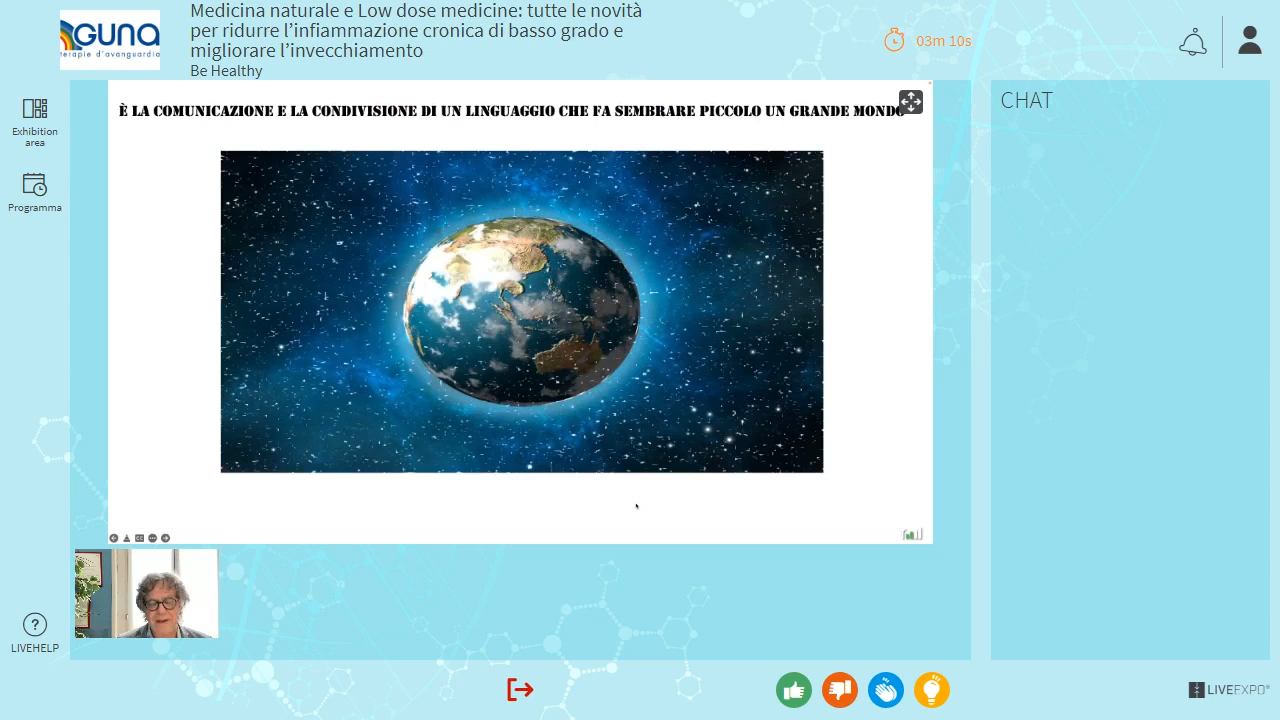 GUNA
terapie d'avanguardia
Medicina naturale e Low dose medicine: tutte le novità
per ridurre l'infiammazione cronica di basso grado e
migliorare l'invecchiamento
Be Healthy
03m 10s
Exhibition
area
Programma
È LA COMUNICAZIONE E LA CONDIVISIONE DI UN LINGUAGGIO CHE FA SEMBRARE PICCOLO UN GRANDE MONDO
CHAT
LIVEHELP
LIVEEXPO®